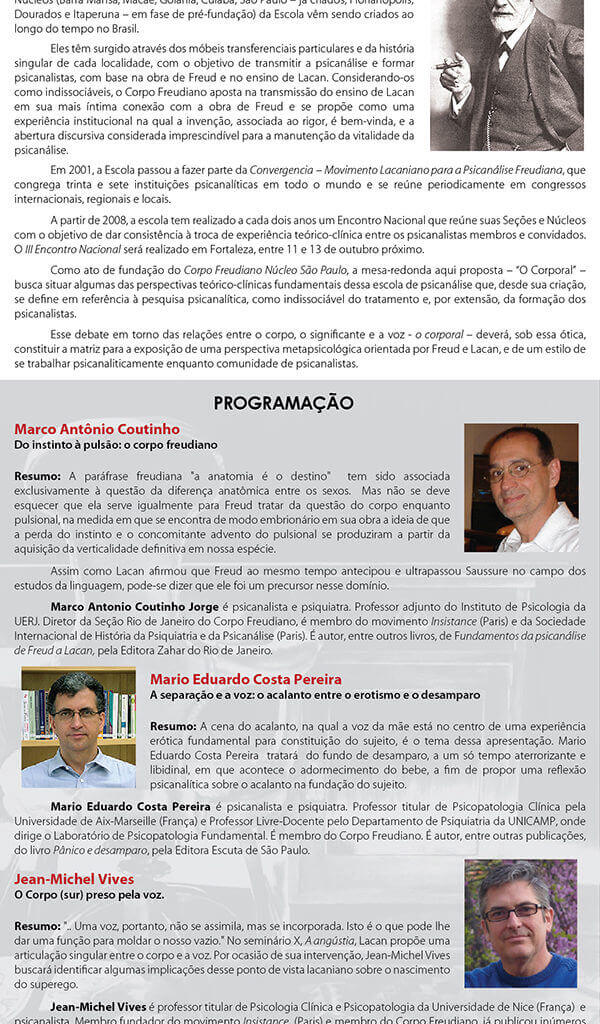 Núcleos (Barra Mansa, Macaé, Goiânia, Cuiabá, São Paulo – já criados, Florianópolis,
Dourados e Itaperuna – em fase de pré-fundação) da Escola vêm sendo criados ao
longo do tempo no Brasil.
Eles têm surgido através dos móbeis transferenciais particulares e da história
singular de cada localidade, com o objetivo de transmitir a psicanálise e formar
psicanalistas, com base na obra de Freud e no ensino de Lacan. Considerando-os
como indissociáveis, o Corpo Freudiano aposta na transmissão do ensino de Lacan
em sua mais íntima conexão com a obra de Freud e se propõe como uma
experiência institucional na qual a invenção, associada ao rigor, é bem-vinda, e a
abertura discursiva considerada imprescindível para a manutenção da vitalidade da
psicanálise.
Em 2001, a Escola passou a fazer parte da Convergencia – Movimento Lacaniano para a Psicanálise Freudiana, que
congrega trinta e sete instituições psicanalíticas em todo o mundo e se reúne periodicamente em congressos
internacionais, regionais e locais.
A partir de 2008, a escola tem realizado a cada dois anos um Encontro Nacional que reúne suas Seções e Núcleos
com o objetivo de dar consistência à troca de experiência teórico-clínica entre os psicanalistas membros e convidados.
O III Encontro Nacional será realizado em Fortaleza, entre 11 e 13 de outubro próximo.
Como ato de fundação do Corpo Freudiano Núcleo São Paulo, a mesa-redonda aqui proposta – "O Corporal" –
busca situar algumas das perspectivas teórico-clínicas fundamentais dessa escola de psicanálise que, desde sua criação,
se define em referência à pesquisa psicanalítica, como indissociável do tratamento e, por extensão, da formação dos
psicanalistas.
Esse debate em torno das relações entre o corpo, o significante e a voz - o corporal – deverá, sob essa ótica,
constituir a matriz para a exposição de uma perspectiva metapsicológica orientada por Freud e Lacan, e de um estilo de
se trabalhar psicanaliticamente enquanto comunidade de psicanalistas.
PROGRAMAÇÃO
Marco Antônio Coutinho
Do instinto à pulsão: o corpo freudiano
Resumo: A paráfrase freudiana "a anatomia é o destino" tem sido associada
exclusivamente à questão da diferença anatômica entre os sexos. Mas não se deve
esquecer que ela serve igualmente para Freud tratar da questão do corpo enquanto
pulsional, na medida em que se encontra de modo embrionário em sua obra a ideia de que
a perda do instinto e o concomitante advento do pulsional se produziram a partir da
aquisição da verticalidade definitiva em nossa espécie.
Assim como Lacan afirmou que Freud ao mesmo tempo antecipou e ultrapassou Saussure no campo dos
estudos da linguagem, pode-se dizer que ele foi um precursor nesse domínio.
Marco Antonio Coutinho Jorge é psicanalista e psiquiatra. Professor adjunto do Instituto de Psicologia da
UERJ. Diretor da Seção Rio de Janeiro do Corpo Freudiano, é membro do movimento Insistance (Paris) e da Sociedade
Internacional de História da Psiquiatria e da Psicanálise (Paris). É autor, entre outros livros, de Fundamentos da psicanálise
de Freud a Lacan, pela Editora Zahar do Rio de Janeiro.
Mario Eduardo Costa Pereira
A separação e a voz: o acalanto entre o erotismo e o desamparo
Resumo: A cena do acalanto, na qual a voz da mãe está no centro de uma experiência
erótica fundamental para constituição do sujeito, é o tema dessa apresentação. Mario
Eduardo Costa Pereira tratará do fundo de desamparo, a um só tempo aterrorizante e
libidinal, em que acontece o adormecimento do bebe, a fim de propor uma reflexão
psicanalítica sobre o acalanto na fundação do sujeito.
Mario Eduardo Costa Pereira é psicanalista e psiquiatra. Professor titular de Psicopatologia Clínica pela
Universidade de Aix-Marseille (França) e Professor Livre-Docente pelo Departamento de Psiquiatria da UNICAMP, onde
dirige o Laboratório de Psicopatologia Fundamental. É membro do Corpo Freudiano. É autor, entre outras publicações,
do livro Pânico e desamparo, pela Editora Escuta de São Paulo.
Jean-Michel Vives
O Corpo (sur) preso pela voz.
Resumo: ".. Uma voz, portanto, não se assimila, mas se incorporada. Isto é o que pode lhe
dar uma função para moldar o nosso vazio." No seminário X, A angústia, Lacan propõe uma
articulação singular entre o corpo e a voz. Por ocasião de sua intervenção, Jean-Michel Vives
buscará identificar algumas implicações desse ponto de vista lacaniano sobre o nascimento
do superego.
Jean-Michel Vives é professor titular de Psicologia Clínica e Psicopatologia da Universidade de Nice (França) e
psicanalista. Membro fundador do movimento Insistance, (Paris) e membro do Corpo Freudiano, já publicou inúmeros